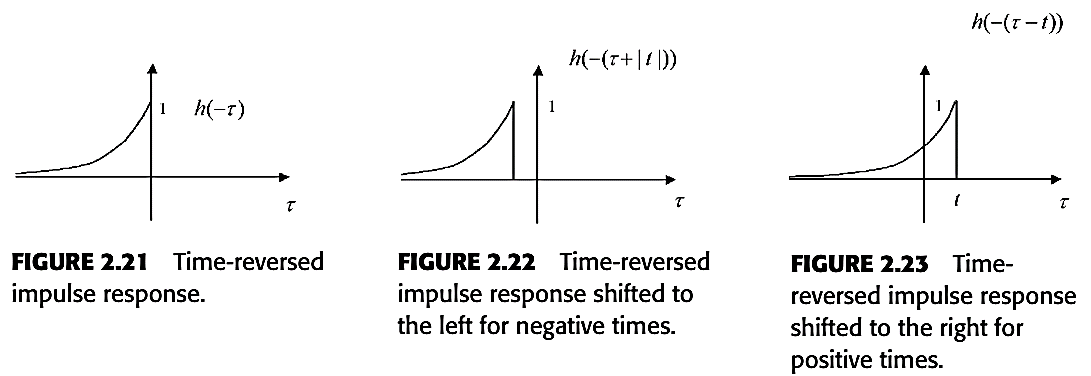 1
h(−τ)
τ
FIGURE 2.21 Time-reversed
impulse response.
h(−(τ+| t |))
1
τ
FIGURE 2.22 Time-reversed
impulse response shifted to
the left for negative times.
h(−(τ − t))
1
t
τ
FIGURE 2.23 Time-
reversed impulse response
shifted to the right for
positive times.